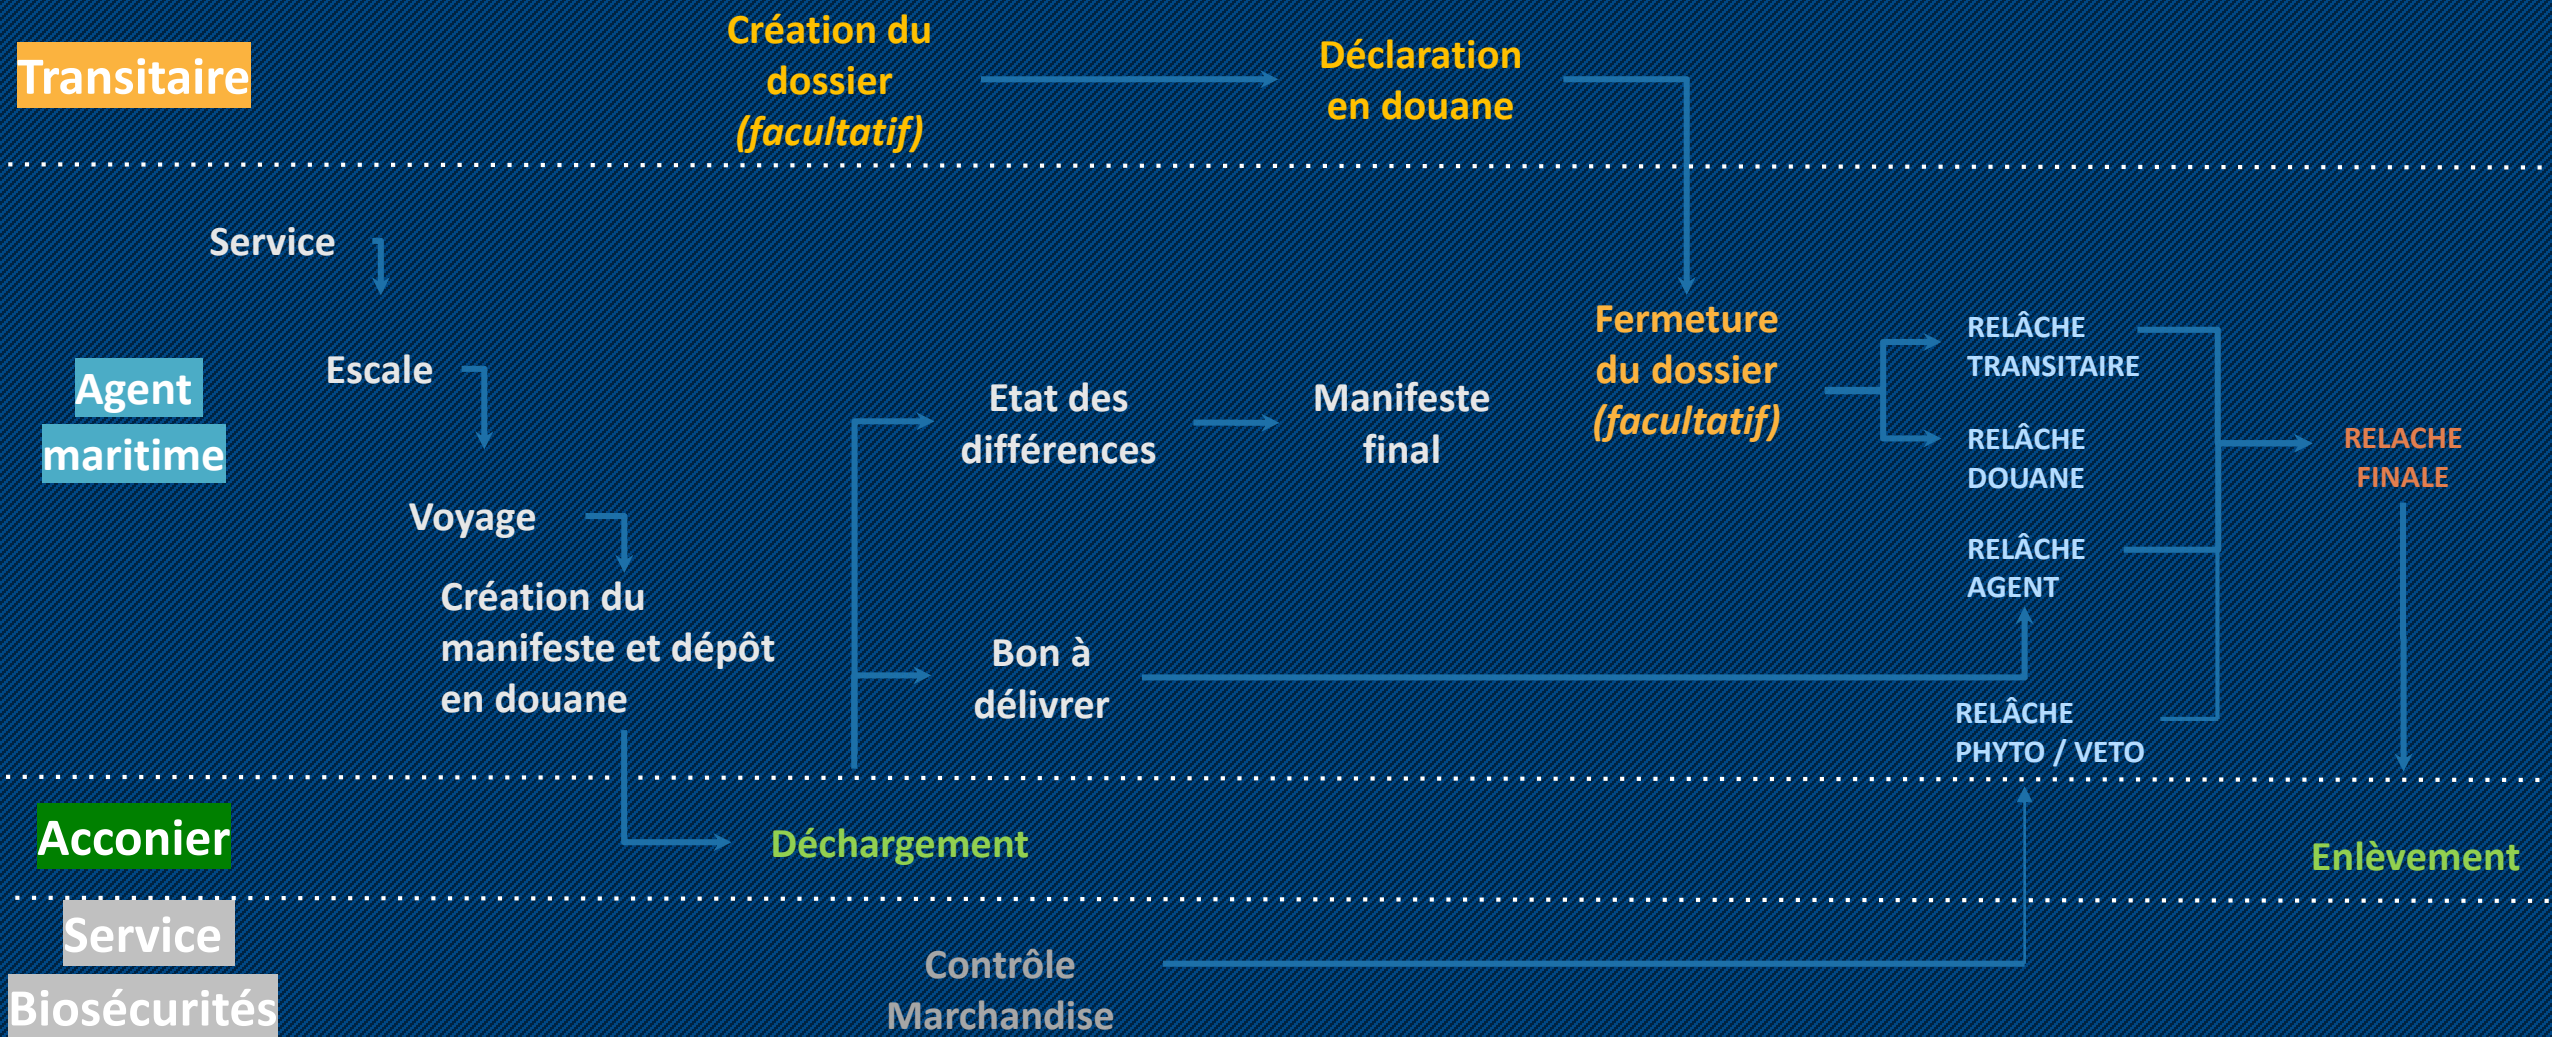 Transitaire
Création du
dossier
(facultatif)
Déclaration
en douane
Service
Escale
Agent
maritime
Voyage
Création du
manifeste et dépôt
en douane
Etat des
différences
Manifeste
final
Bon à
délivrer
Fermeture
du dossier
(facultatif)
RELÂCHE
TRANSITAIRE
RELÂCHE
DOUANE
RELÂCHE
AGENT
RELÂCHE
PHYTO / VETO
RELACHE
FINALE
Acconier
Déchargement
Enlèvement
Service
Biosécurités
Contrôle
Marchandise